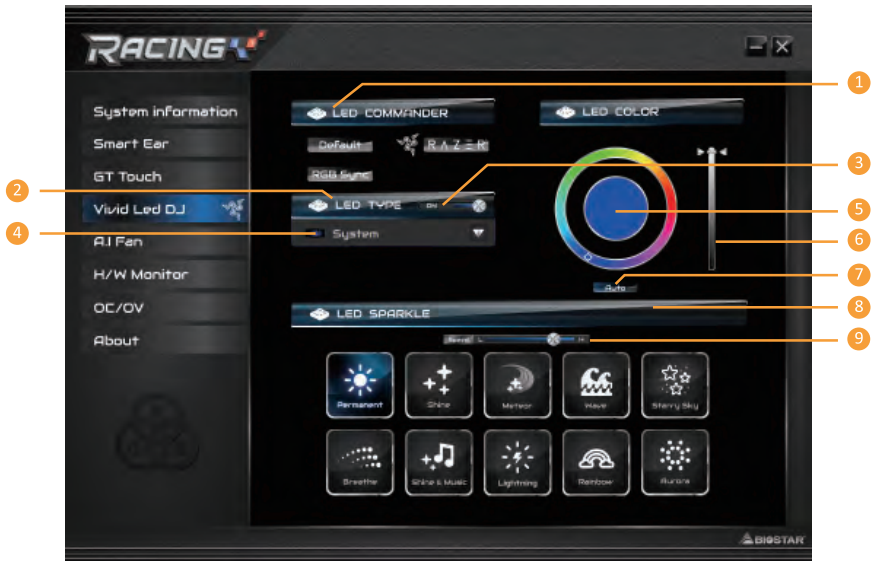 RACING
1
LED COMMANDER
LED COLOR
System information
Smart Ear
Default
RAZER
3
GT Touch
RGB Sync
2
LED TYPE
ON
Vivid Led DJ
5
4
System
6
A.I Fan
H/W Monitor
7
Auto
OC/OV
8
LED SPARKLE
About
Speed
L
H
9
Permanent
Shine
Meteor
Wave
Starry Sky
Breathe
Shine & Music
Lightning
Rainbow
Aurora
BIOSTAR